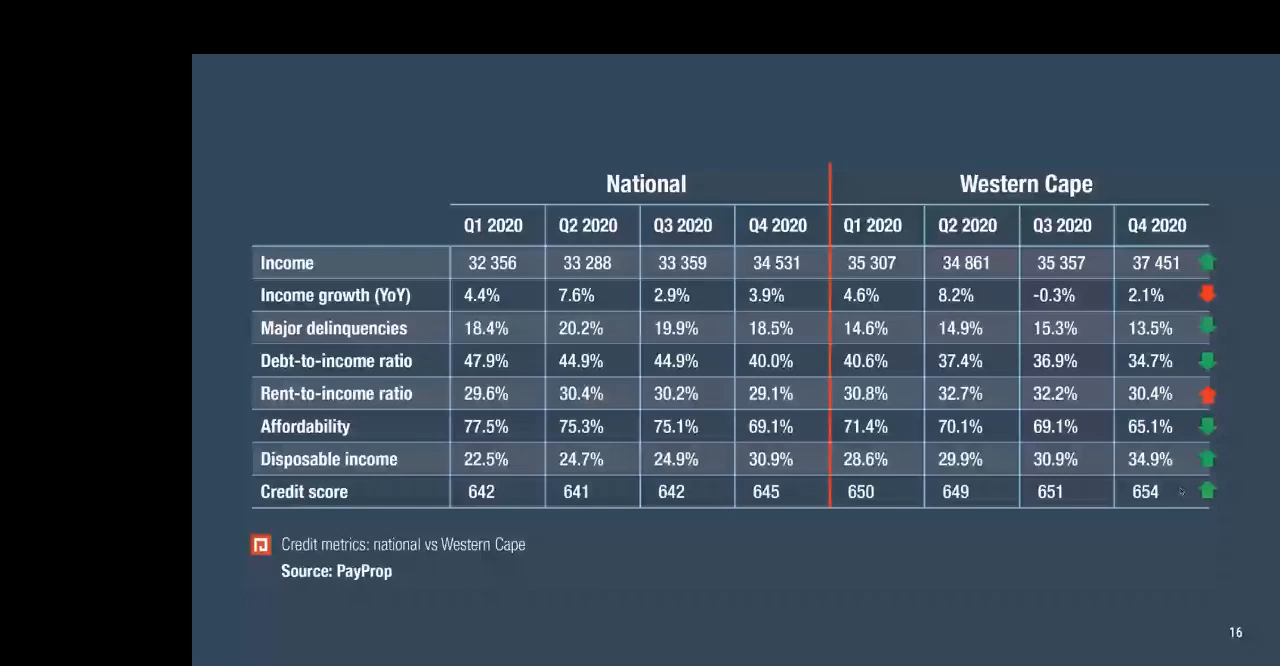 National Western Cape
Q1 2020 Q2 2020 Q3 2020 Q4 2020 Q1 2020 Q2 2020 Q3 2020 Q4 2020
Income 32 356 33 288 33 359 34 531 35 307 34 861 35 357 37 451
Income growth (YoY) 4.4% 7.6% 2.9% 3.9% 4.6% 8.2% -0.3% 2.1%
Major delinquencies 18.4% 20.2% 19.9% 18.5% 14.6% 14.9% 15.3% 13.5%
Debt-to-income ratio 47.9% 44.9% 44.9% 40.0% 40.6% 37.4% 36.9% 34.7%
Rent-to-income ratio 29.6% 30.4% 30.2% 29.1% 30.8% 32.7% 32.2% 30.4%
Affordability 77.5% 75.3% 75.1% 69.1% 71.4% 70.1% 69.1% 65.1%
Disposable income 22.5% 24.7% 24.9% 30.9% 28.6% 29.9% 30.9% 34.9%
Credit score 642 641 642 645 650 649 651 654
Credit metrics: national vs Western Cape
Source: PayProp
16